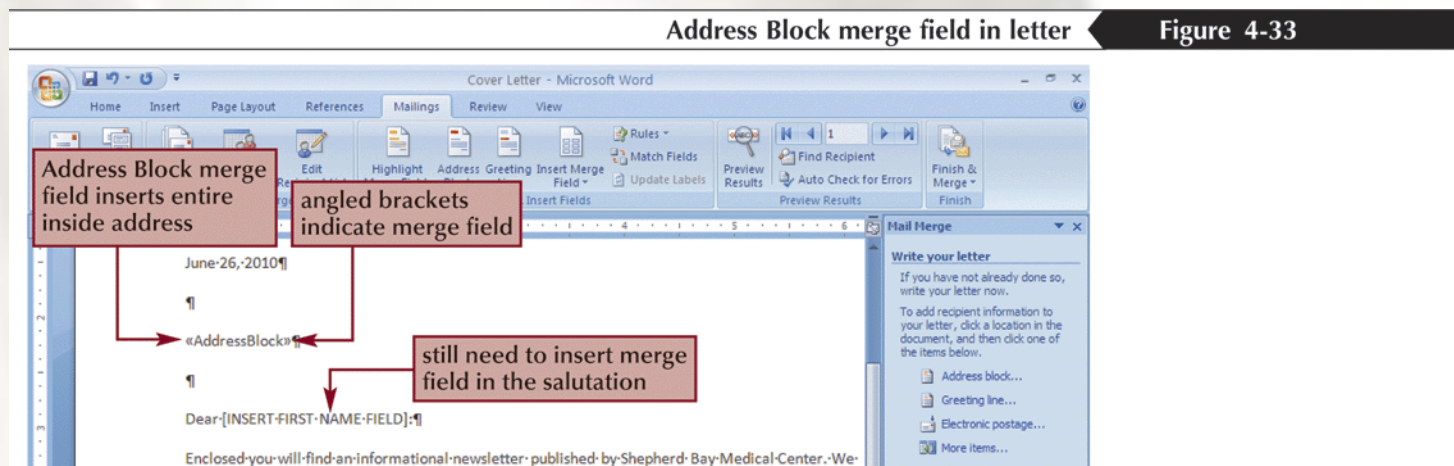 Address Block merge field in letter
Figure 4-33
Cover Letter - Microsoft Word
Home Insert Page Layout References Mailings Review View
Address Block merge
field inserts entire
inside address
angled brackets
indicate merge field
Edit
Highlight
Address
Greeting
Insert Merge
Field
Rules
Match Fields
Update Labels
Insert Fields
Preview
Results
1
Find Recipient
Auto Check for Errors
Preview Results
Finish &
Merge
Finish
4 5 6
2
3
June·26,·2010¶
¶
«AddressBlock»¶
¶
still need to insert merge
field in the salutation
Dear·[INSERT·FIRST·NAME·FIELD]:¶
Enclosed·you·will·find·an·informational·newsletter·published·by·Shepherd·Bay·Medical·Center.·We·
Mail Merge
Write your letter
If you have not already done so,
write your letter now.
To add recipient information to
your letter, click a location in the
document, and then click one of
the items below.
Address block...
Greeting line...
Electronic postage...
More items...